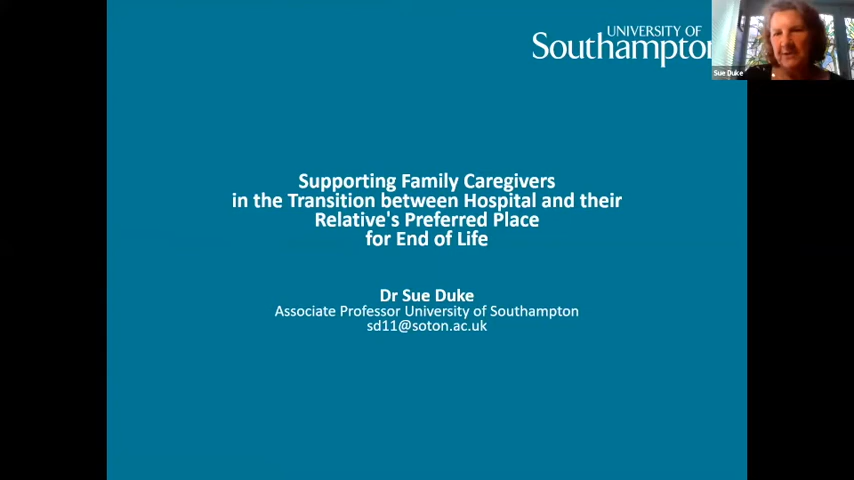 UNIVERSITY OF
Southampton
Sue Duke
Supporting Family Caregivers
in the Transition between Hospital and their
Relative's Preferred Place
for End of Life
Dr Sue Duke
Associate Professor University of Southampton
sd11@soton.ac.uk